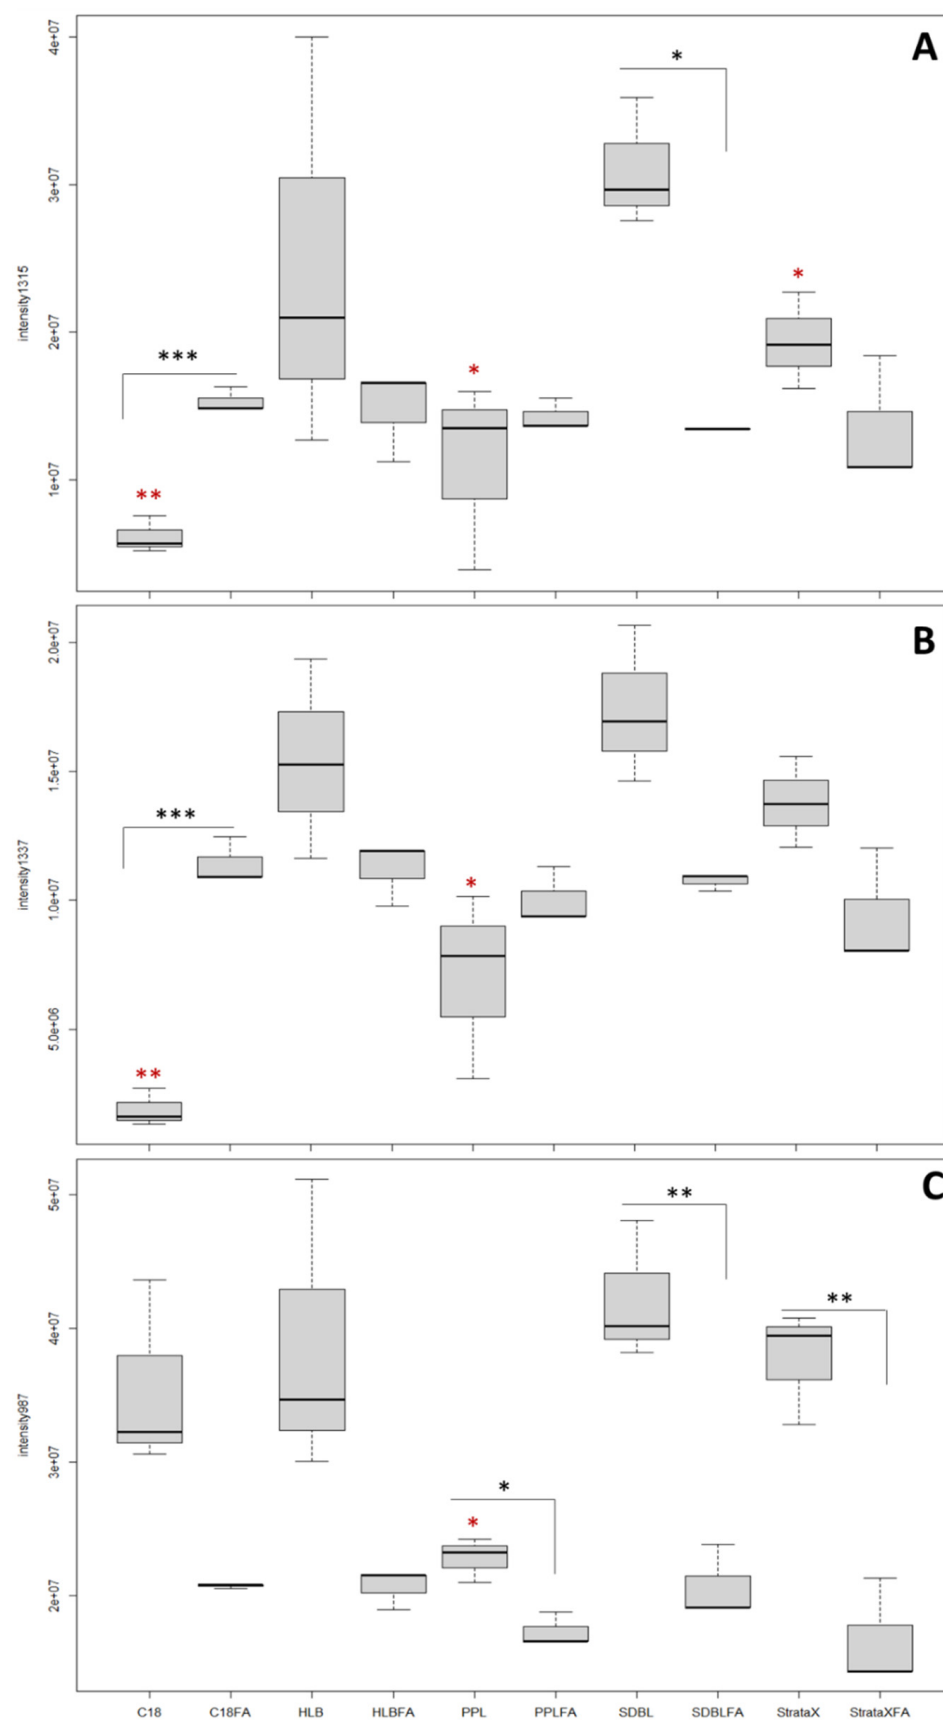 A
4e+07
3e+07
2e+07
1e+07
intensity1315
*
*
***
*
**
B
2.0e+07
1.5e+07
1.0e+07
5.0e+06
intensity1337
***
*
**
C
5e+07
4e+07
3e+07
2e+07
intensity987
**
**
*
*
C18 C18FA HLB HLBFA PPL PPLFA SDBL SDBLFA StrataX StrataXFA